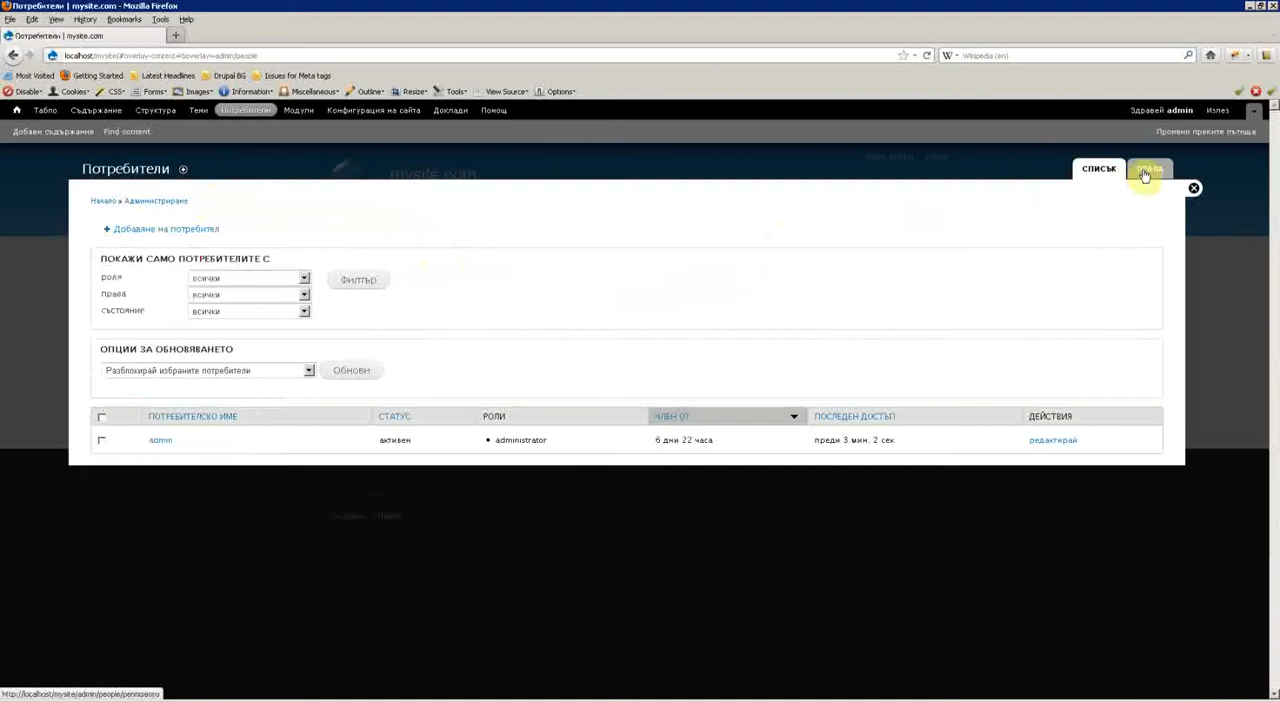 Потребители | mysite.com - Mozilla Firefox
File Edit View History Bookmarks Tools Help
Потребители | mysite.com +
localhost/mysite/#overlay-context=&overlay=admin/people
W Wikipedia (en)
Most Visited Getting Started Latest Headlines Drupal BG Issues for Meta tags
Disable Cookies CSS Forms Images Information Miscellaneous Outline Resize Tools View Source Options
Табло Съдържание Структура Теми Потребители Модули Конфигурация на сайта Доклади Помощ Здравей admin Излез
Добави съдържание Find content Промени преките пътища
mysite.com
Потребители СПИСЪК ПРАВА
Начало » Администриране
+ Добавяне на потребител
ПОКАЖИ САМО ПОТРЕБИТЕЛИТЕ С
роля всички Филтър
права всички
състояние всички
ОПЦИИ ЗА ОБНОВЯВАНЕТО
Разблокирай избраните потребители Обнови
ПОТРЕБИТЕЛСКО ИМЕ СТАТУС РОЛИ ЧЛЕН ОТ ПОСЛЕДЕН ДОСТЪП ДЕЙСТВИЯ
admin активен • administrator 6 дни 22 часа преди 3 мин. 2 сек редактирай
http://localhost/mysite/admin/people/permissions